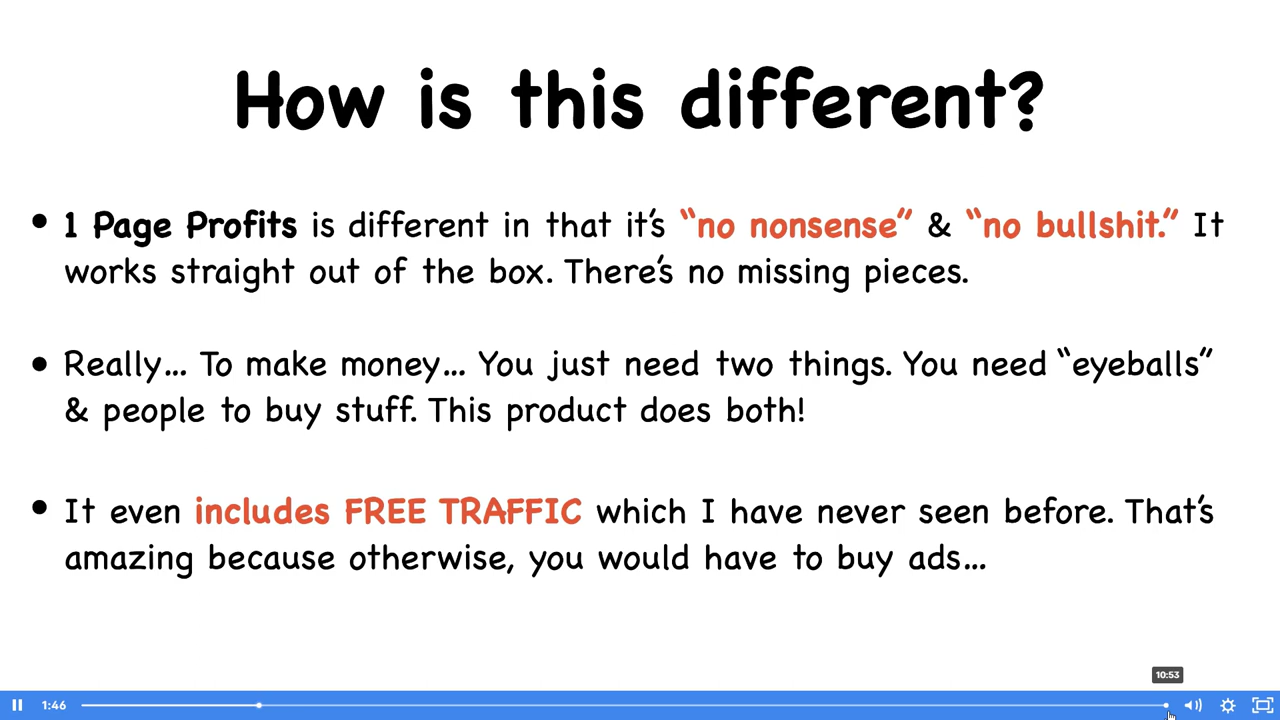 How is this different?
• 1 Page Profits is different in that it's “no nonsense” & “no bullshit.” It
works straight out of the box. There's no missing pieces.
• Really... To make money... You just need two things. You need “eyeballs”
& people to buy stuff. This product does both!
• It even includes FREE TRAFFIC which I have never seen before. That's
amazing because otherwise, you would have to buy ads...
10:53
1:46